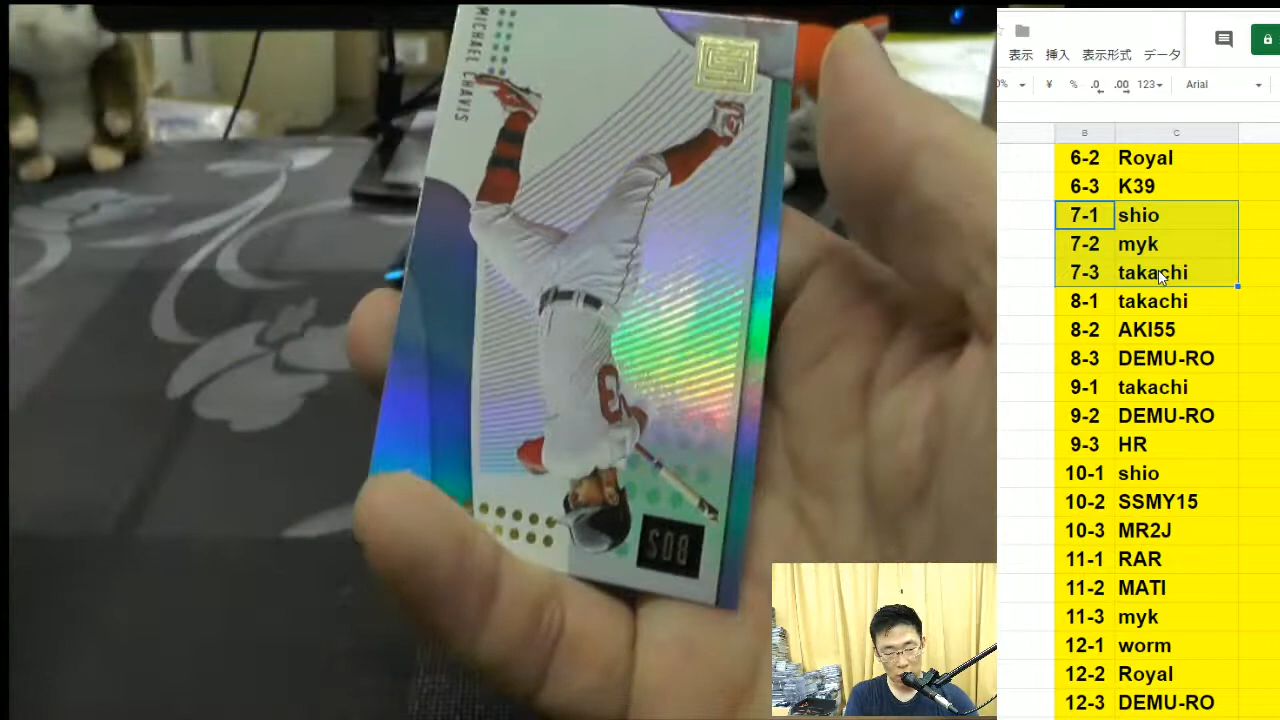 MICHAEL CHAVIS
3
BOS
表示 挿入 表示形式 データ
0% ¥ % .0 .00 123 Arial
B C
6-2 Royal
6-3 K39
7-1 shio
7-2 myk
7-3 takachi
8-1 takachi
8-2 AKI55
8-3 DEMU-RO
9-1 takachi
9-2 DEMU-RO
9-3 HR
10-1 shio
10-2 SSMY15
10-3 MR2J
11-1 RAR
11-2 MATI
11-3 myk
12-1 worm
12-2 Royal
12-3 DEMU-RO